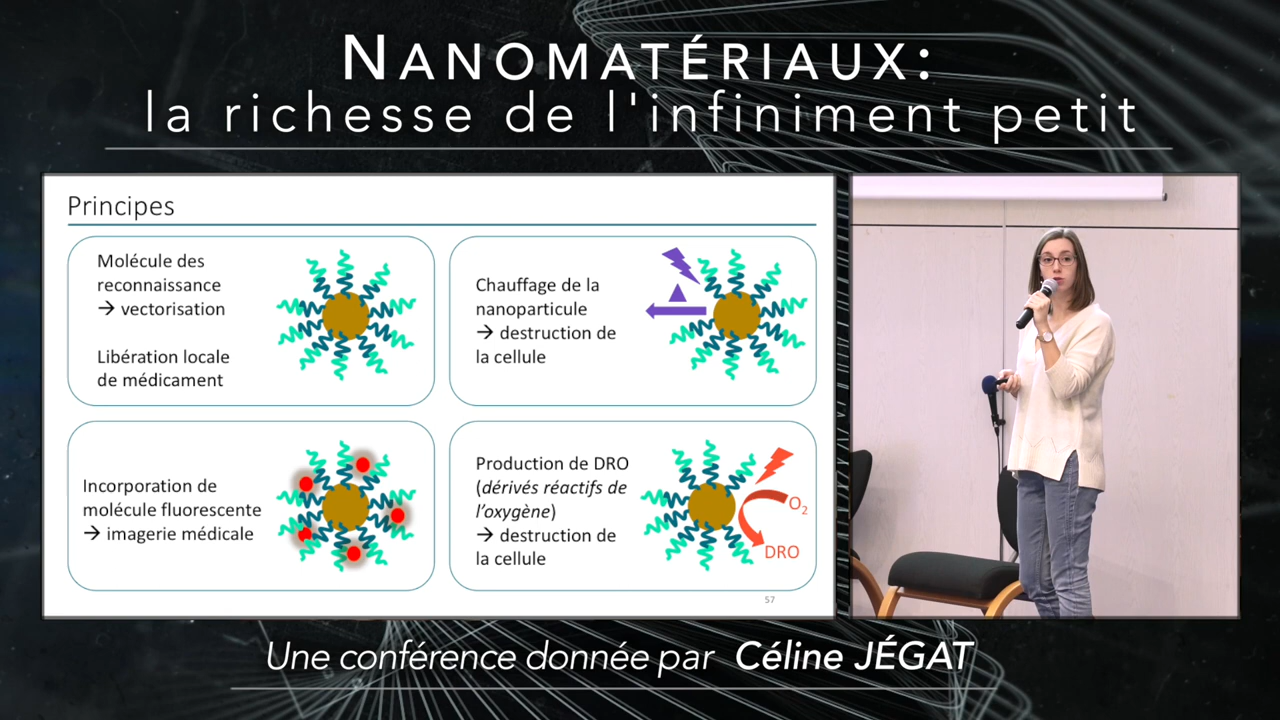 NANOMATÉRIAUX:
la richesse de l'infiniment petit
Principes
Molécule des
reconnaissance
→ vectorisation
Libération locale
de médicament
Chauffage de la
nanoparticule
→ destruction de
la cellule
Incorporation de
molécule fluorescente
→ imagerie médicale
Production de DRO
(dérivés réactifs de
l'oxygène)
→ destruction de
la cellule
O₂
DRO
57
Une conférence donnée par Céline JÉGAT